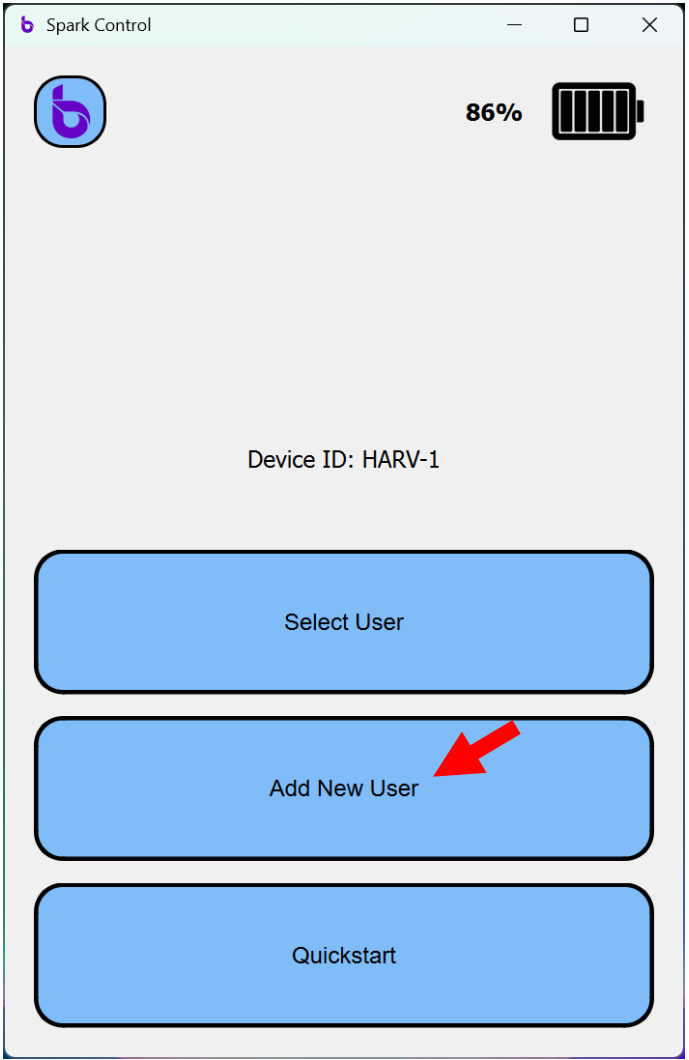 Spark Control
86%
Device ID: HARV-1
Select User
Add New User
Quickstart